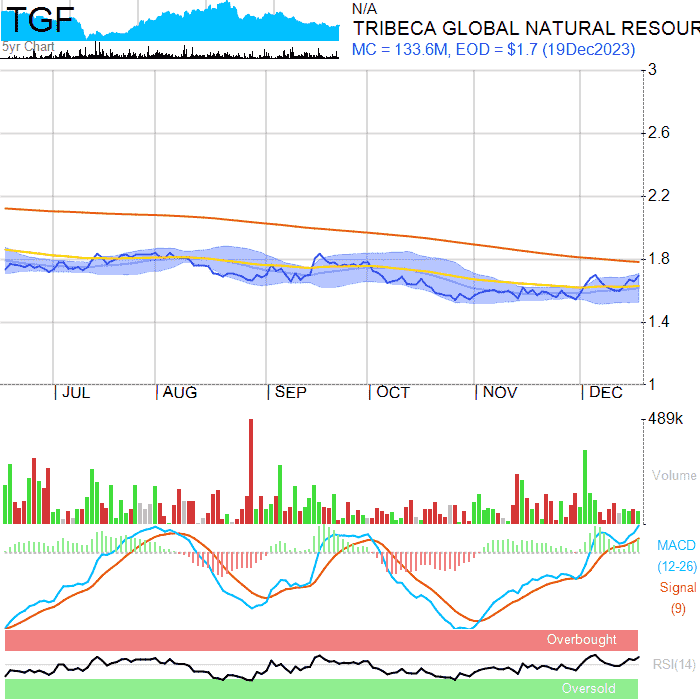 TGF
5yr Chart
N/A
TRIBECA GLOBAL NATURAL RESOUR
MC = 133.6M, EOD = $1.7 (19Dec2023)
3
2.6
2.2
1.8
1.4
1
JUL AUG SEP OCT NOV DEC
489k
Volume
MACD
(12-26)
Signal
(9)
Overbought
RSI(14)
Oversold